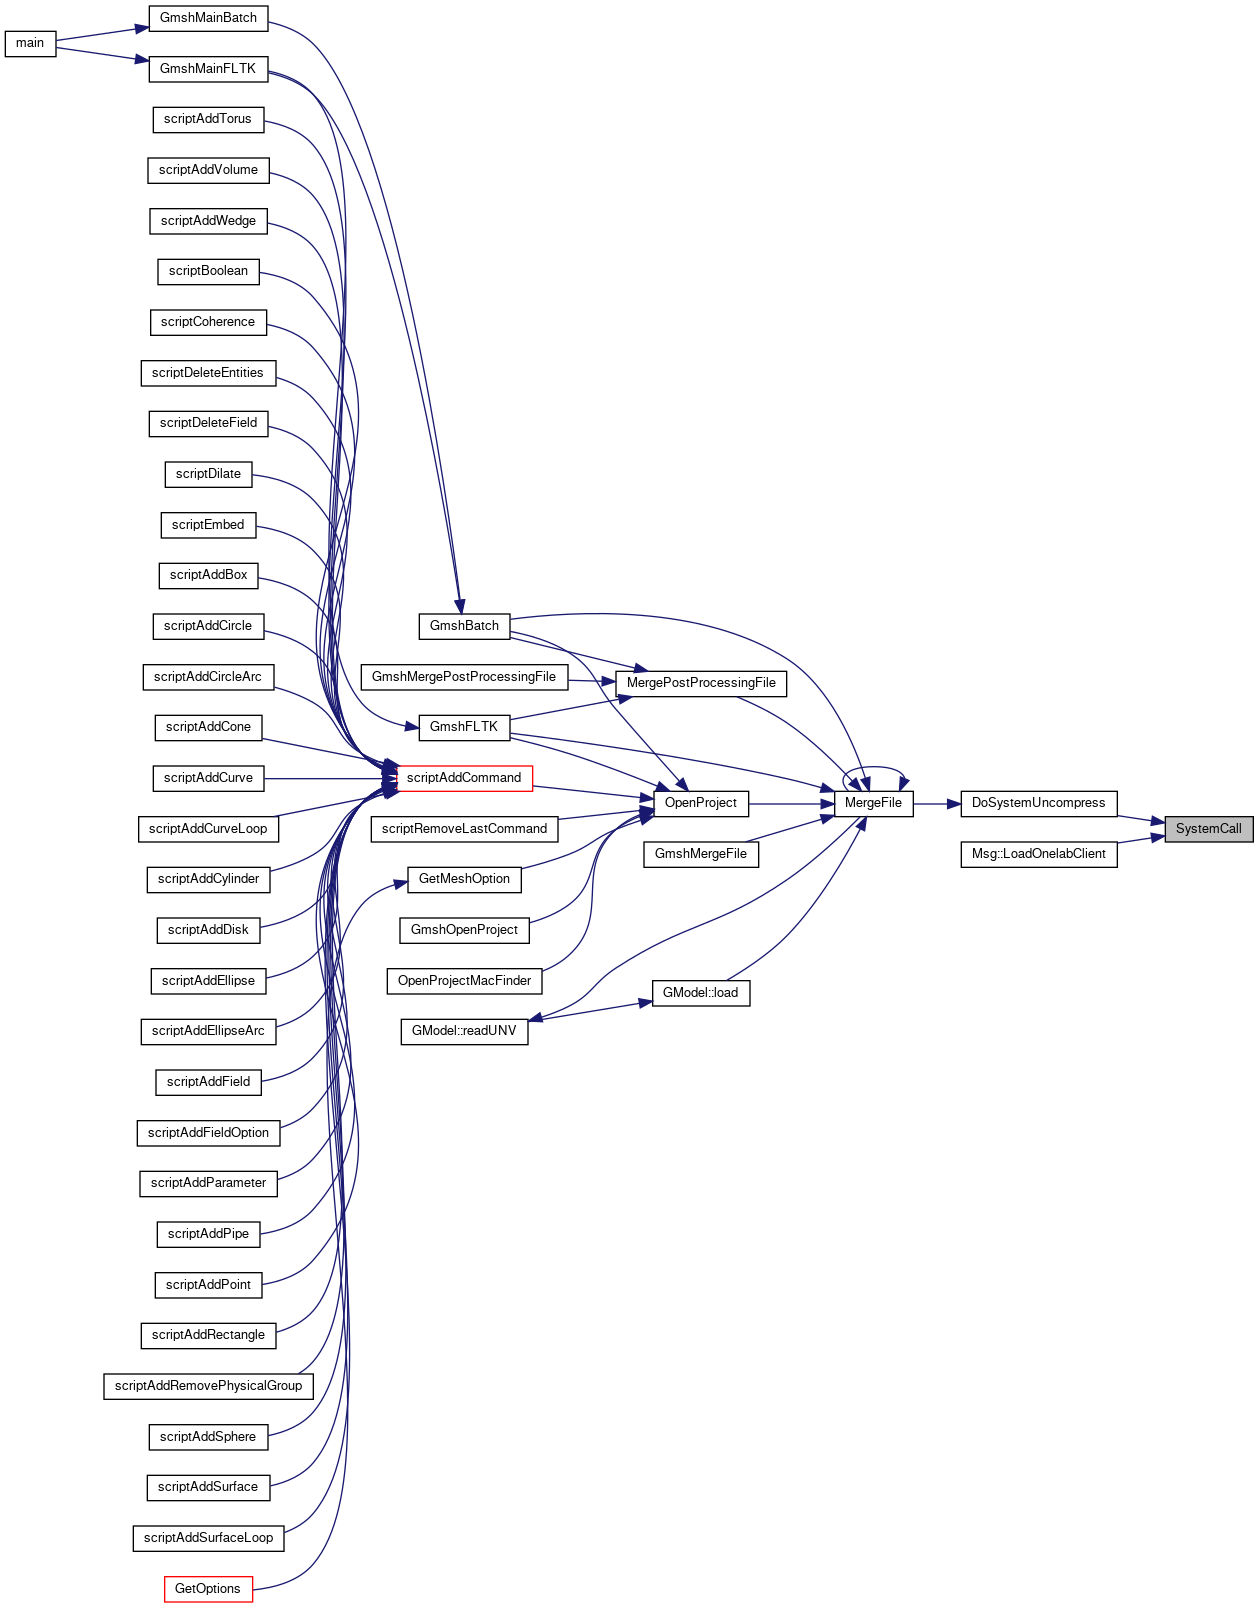 main
GmshMainBatch
GmshMainFLTK
scriptAddTorus
scriptAddVolume
scriptAddWedge
scriptBoolean
scriptCoherence
scriptDeleteEntities
scriptDeleteField
scriptDilate
scriptEmbed
scriptAddBox
scriptAddCircle
scriptAddCircleArc
scriptAddCone
scriptAddCurve
scriptAddCurveLoop
scriptAddCylinder
scriptAddDisk
scriptAddEllipse
scriptAddEllipseArc
scriptAddField
scriptAddFieldOption
scriptAddParameter
scriptAddPipe
scriptAddPoint
scriptAddRectangle
scriptAddRemovePhysicalGroup
scriptAddSphere
scriptAddSurface
scriptAddSurfaceLoop
GetOptions
GmshBatch
GmshMergePostProcessingFile
GmshFLTK
scriptAddCommand
scriptRemoveLastCommand
GetMeshOption
GmshOpenProject
OpenProjectMacFinder
GModel::readUNV
MergePostProcessingFile
OpenProject
GmshMergeFile
GModel::load
MergeFile
DoSystemUncompress
Msg::LoadOnelabClient
SystemCall